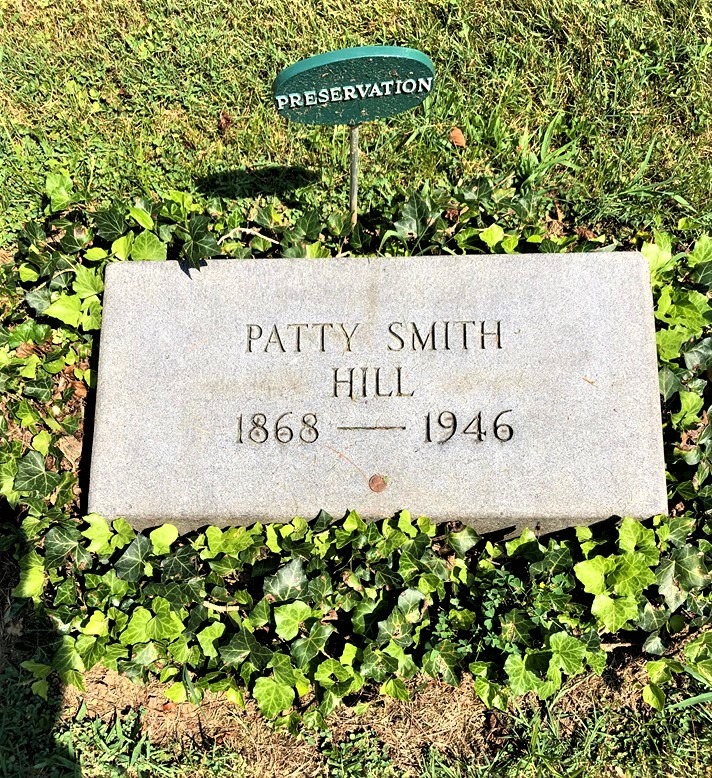 PRESERVATION
PATTY SMITH
HILL
1868 — 1946